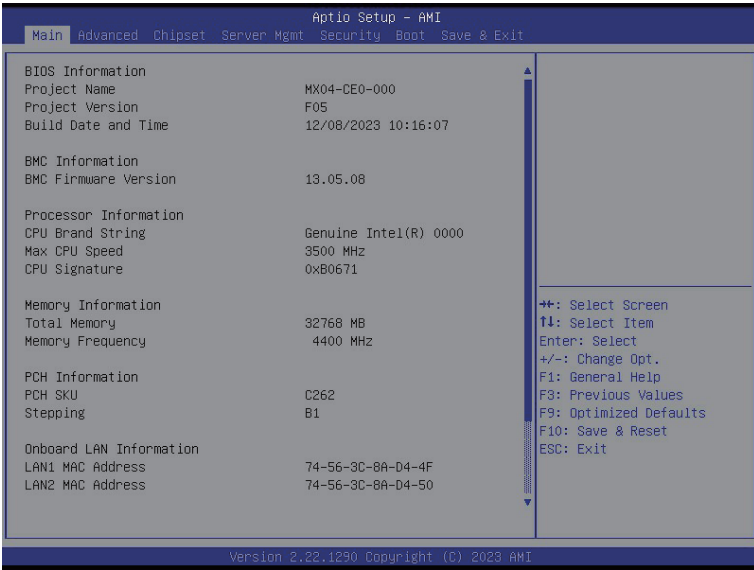 Aptio Setup – AMI
Main Advanced Chipset Server Mgmt Security Boot Save & Exit
BIOS Information
Project Name MX04-CE0-000
Project Version F05
Build Date and Time 12/08/2023 10:16:07
BMC Information
BMC Firmware Version 13.05.08
Processor Information
CPU Brand String Genuine Intel(R) 0000
Max CPU Speed 3500 MHz
CPU Signature 0xB0671
Memory Information
Total Memory 32768 MB
Memory Frequency 4400 MHz
PCH Information
PCH SKU C262
Stepping B1
Onboard LAN Information
LAN1 MAC Address 74-56-3C-8A-D4-4F
LAN2 MAC Address 74-56-3C-8A-D4-50
→←: Select Screen
↑↓: Select Item
Enter: Select
+/-: Change Opt.
F1: General Help
F3: Previous Values
F9: Optimized Defaults
F10: Save & Reset
ESC: Exit
Version 2.22.1290 Copyright (C) 2023 AMI